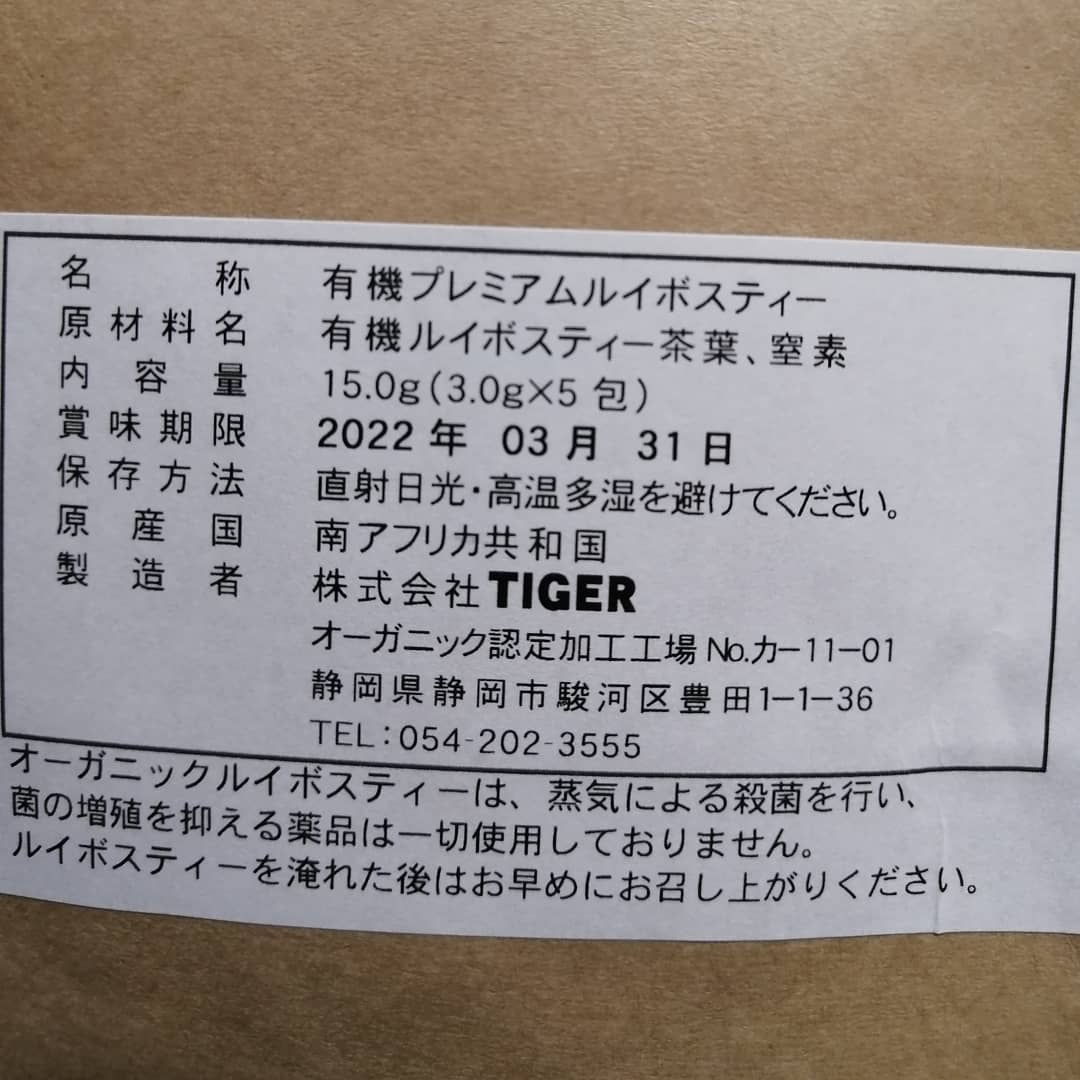 名称 有機プレミアムルイボスティー
原材料名 有機ルイボスティー茶葉、窒素
内容量 15.0g(3.0g×5包)
賞味期限 2022年 03月 31日
保存方法 直射日光・高温多湿を避けてください。
原産国 南アフリカ共和国
製造者 株式会社TIGER
オーガニック認定加工工場No.カ-11-01
静岡県静岡市駿河区豊田1-1-36
TEL:054-202-3555
オーガニックルイボスティーは、蒸気による殺菌を行い、
菌の増殖を抑える薬品は一切使用しておりません。
ルイボスティーを淹れた後はお早めにお召し上がりください。